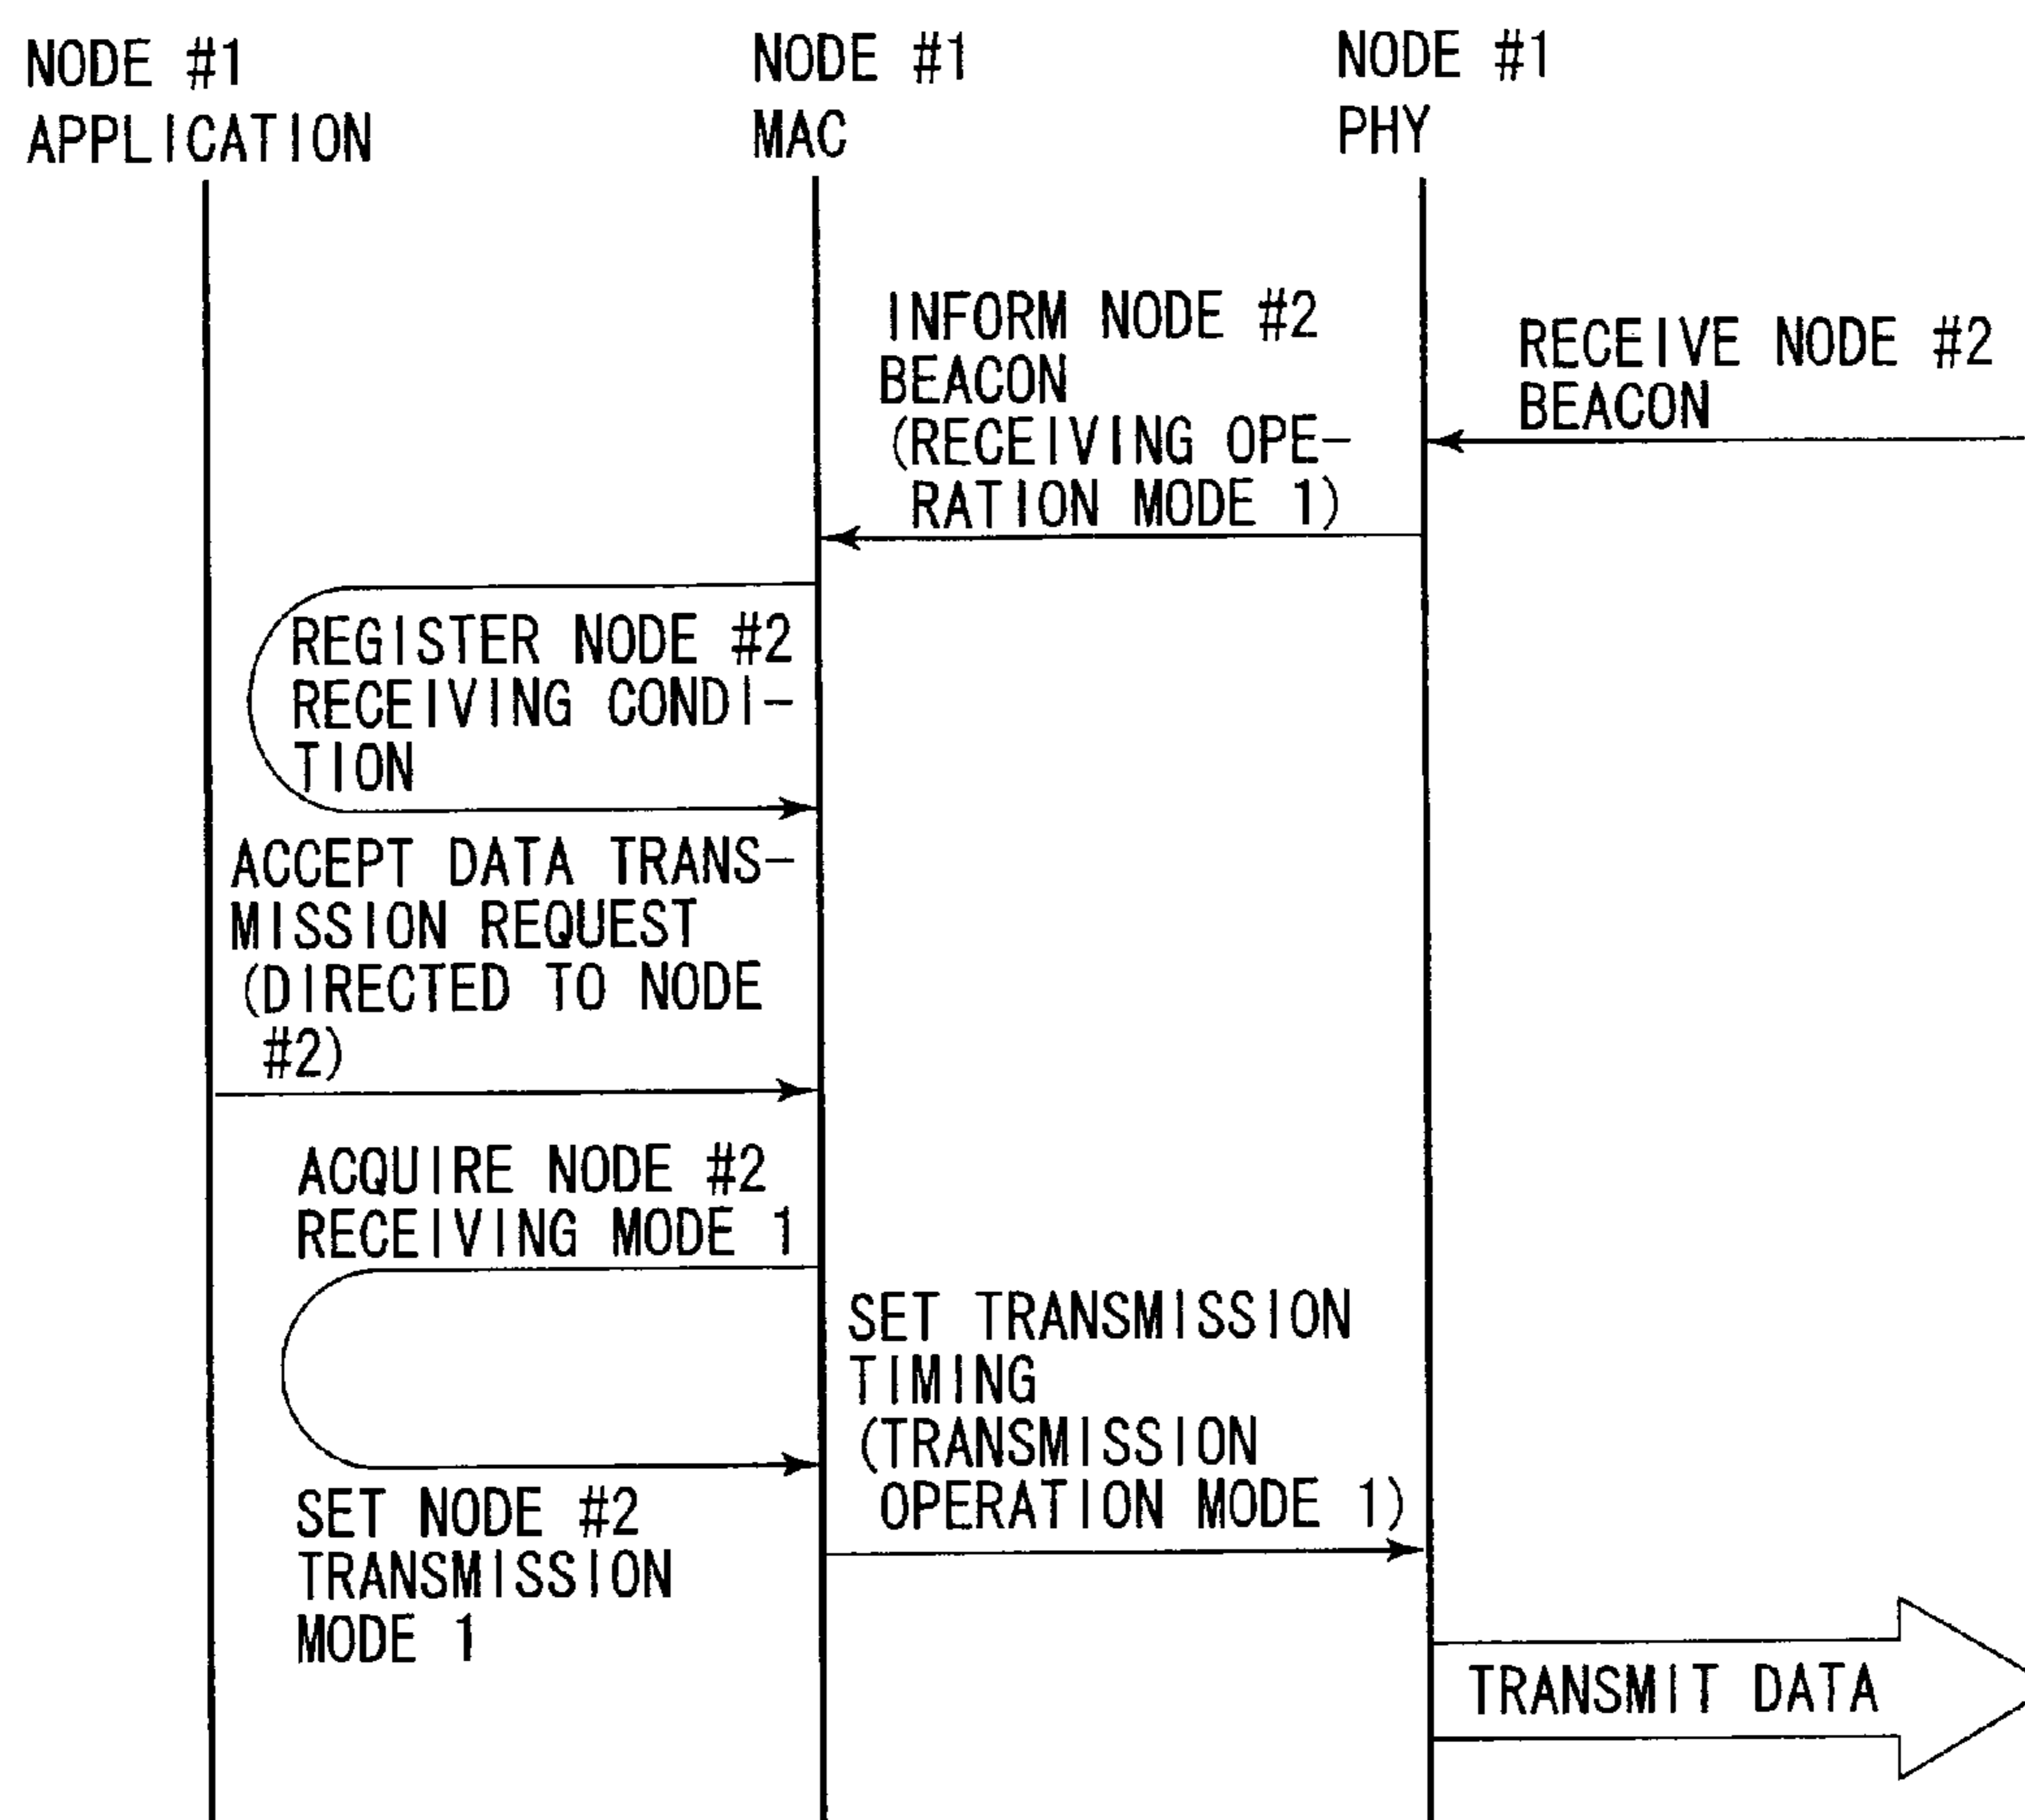 NODE #1
APPLICATION
NODE #1
MAC
NODE #1
PHY
INFORM NODE #2
BEACON
(RECEIVING OPE-
RATION MODE 1)
RECEIVE NODE #2
BEACON
REGISTER NODE #2
RECEIVING CONDI-
TION
ACCEPT DATA TRANS-
MISSION REQUEST
(DIRECTED TO NODE
#2)
ACQUIRE NODE #2
RECEIVING MODE 1
SET TRANSMISSION
TIMING
(TRANSMISSION
OPERATION MODE 1)
SET NODE #2
TRANSMISSION
MODE 1
TRANSMIT DATA